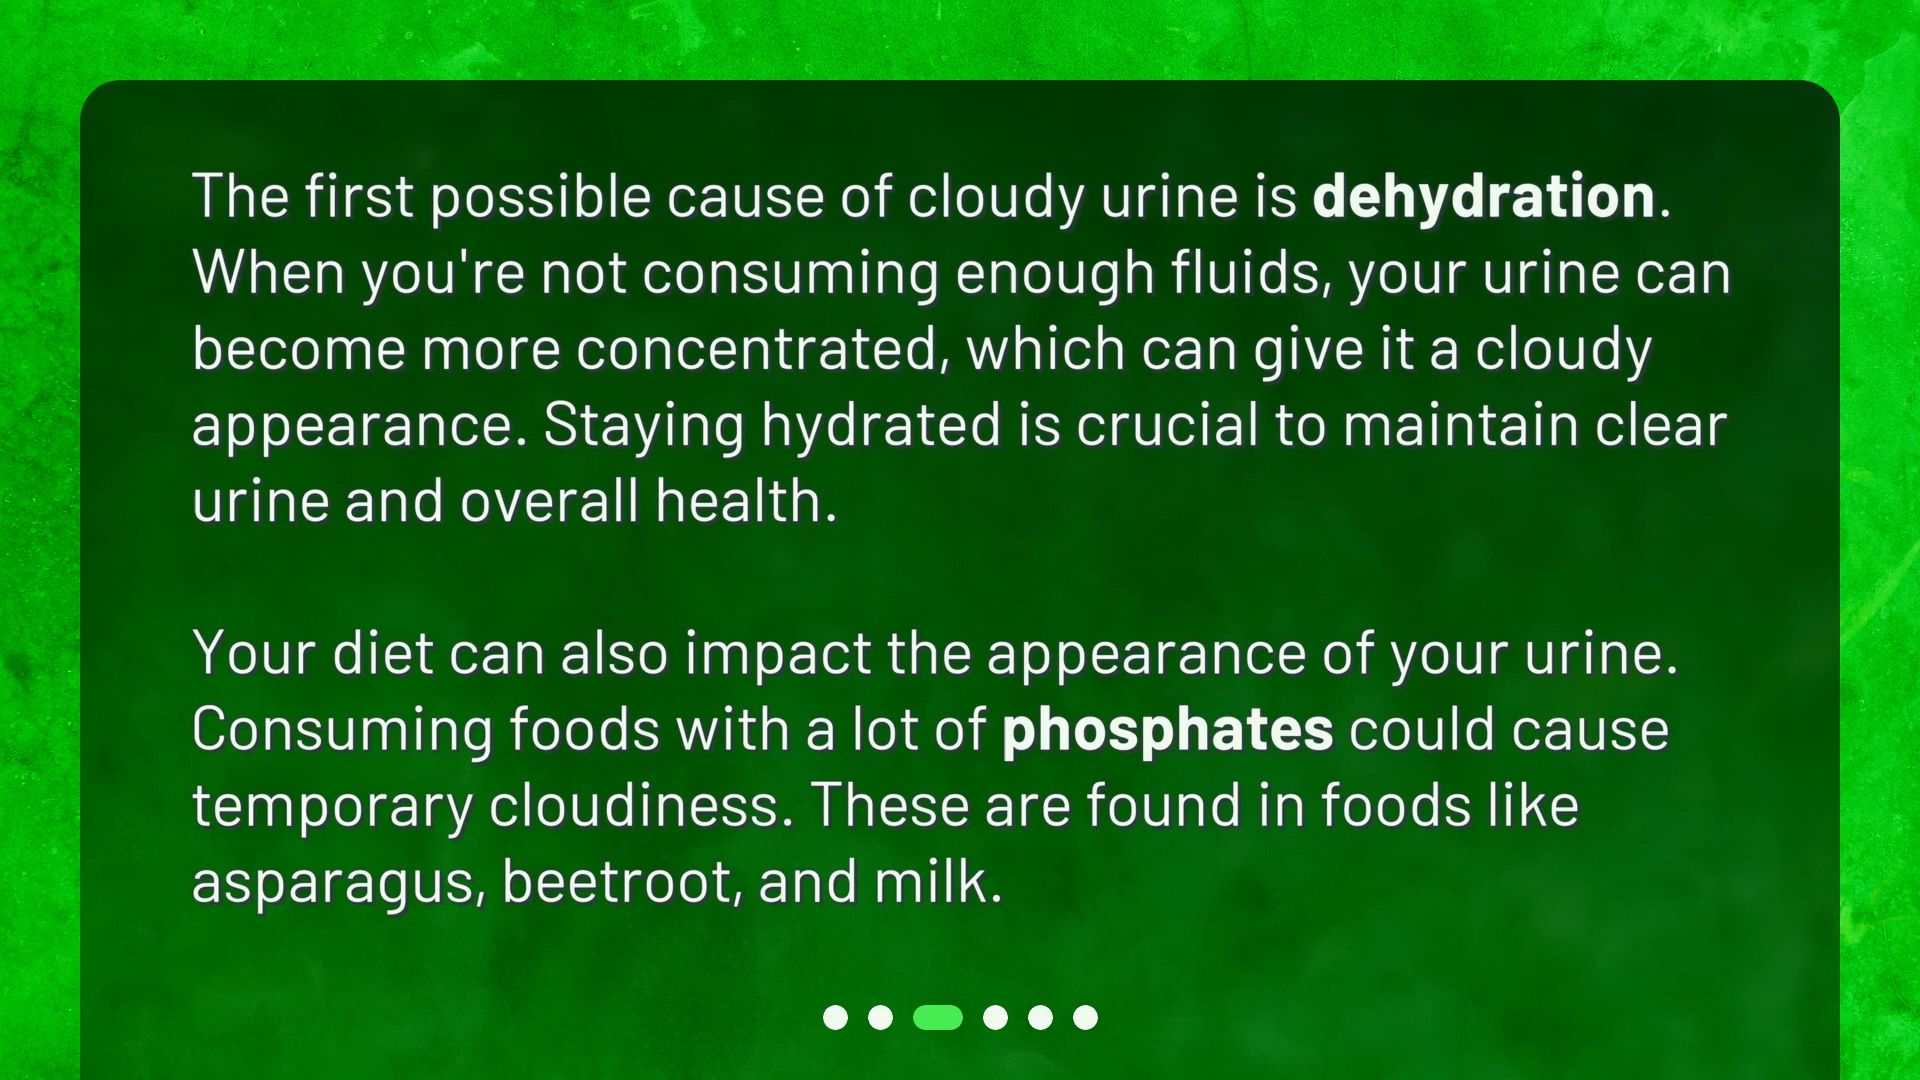 The first possible cause of cloudy urine is dehydration.
When you're not consuming enough fluids, your urine can
become more concentrated, which can give it a cloudy
appearance. Staying hydrated is crucial to maintain clear
urine and overall health.
Your diet can also impact the appearance of your urine.
Consuming foods with a lot of phosphates could cause
temporary cloudiness. These are found in foods like
asparagus, beetroot, and milk.